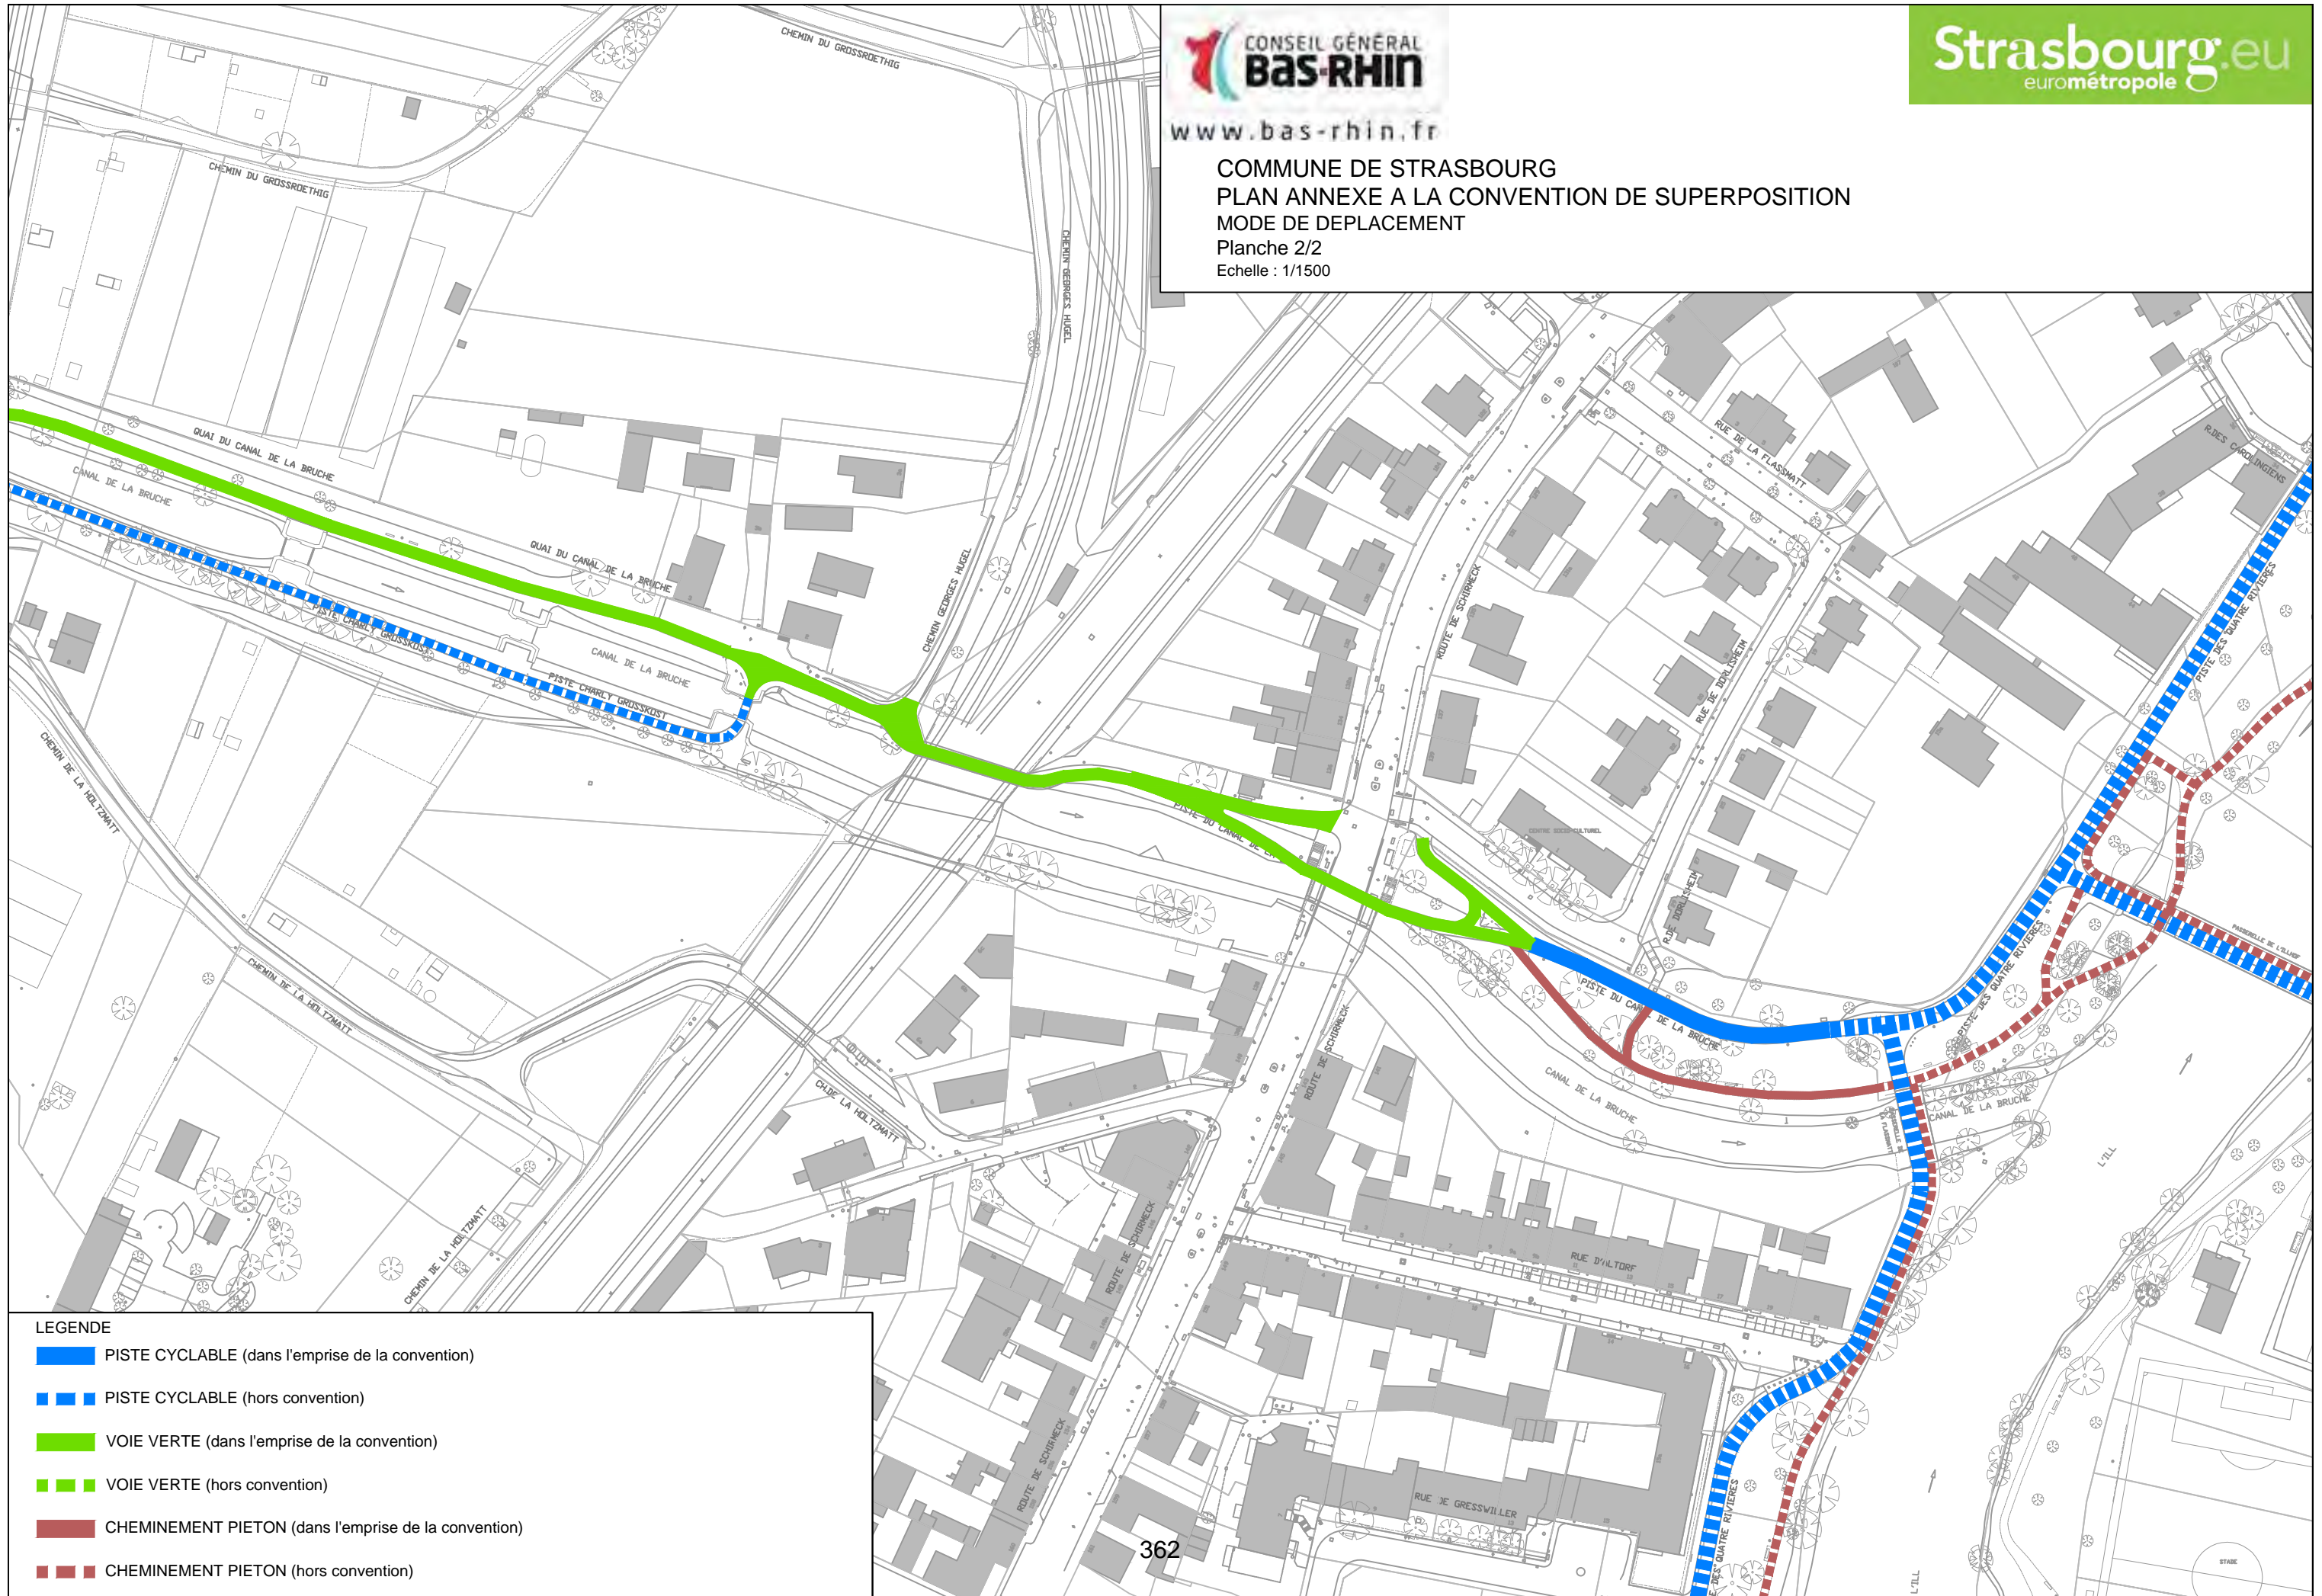 CONSEIL GÉNÉRAL
BAS-RHIN
www.bas-rhin.fr
Strasbourg.eu
eurométropole
COMMUNE DE STRASBOURG
PLAN ANNEXE A LA CONVENTION DE SUPERPOSITION
MODE DE DEPLACEMENT
Planche 2/2
Echelle : 1/1500
CHEMIN DU GROSSROETHIG
CHEMIN DU GROSSROETHIG
CHEMIN GEORGES HUGEL
QUAI DU CANAL DE LA BRUCHE
CANAL DE LA BRUCHE
QUAI DU CANAL DE LA BRUCHE
PISTE CHARLY GROSSKOST
CANAL DE LA BRUCHE
PISTE CHARLY GROSSKOST
CHEMIN GEORGES HUGEL
RUE DE LA FLASSMATT
R.DES CAROLINGIENS
ROUTE DE SCHIRMECK
RUE DE DORLISHEIM
PISTE DES QUATRE RIVIERES
CHEMIN DE LA HOLTZMATT
PISTE DU CANAL DE LA
CENTRE SOCIO-CULTUREL
R.DE DORLISHEIM
PASSERELLE DE L'ILLHOF
CHEMIN DE LA HOLTZMATT
PISTE DU CANAL DE LA BRUCHE
PISTE DES QUATRE RIVIERES
ROUTE DE SCHIRMECK
CANAL DE LA BRUCHE
CANAL DE LA BRUCHE
CH.DE LA HOLTZMATT
L'ILL
CHEMIN DE LA HOLTZMATT
ROUTE DE SCHIRMECK
RUE D'ALTORF
ROUTE DE SCHIRMECK
RUE DE GRESSWILLER
DES QUATRE RIVIERES
L'ILL
STADE
LEGENDE
PISTE CYCLABLE (dans l'emprise de la convention)
PISTE CYCLABLE (hors convention)
VOIE VERTE (dans l'emprise de la convention)
VOIE VERTE (hors convention)
CHEMINEMENT PIETON (dans l'emprise de la convention)
CHEMINEMENT PIETON (hors convention)
362